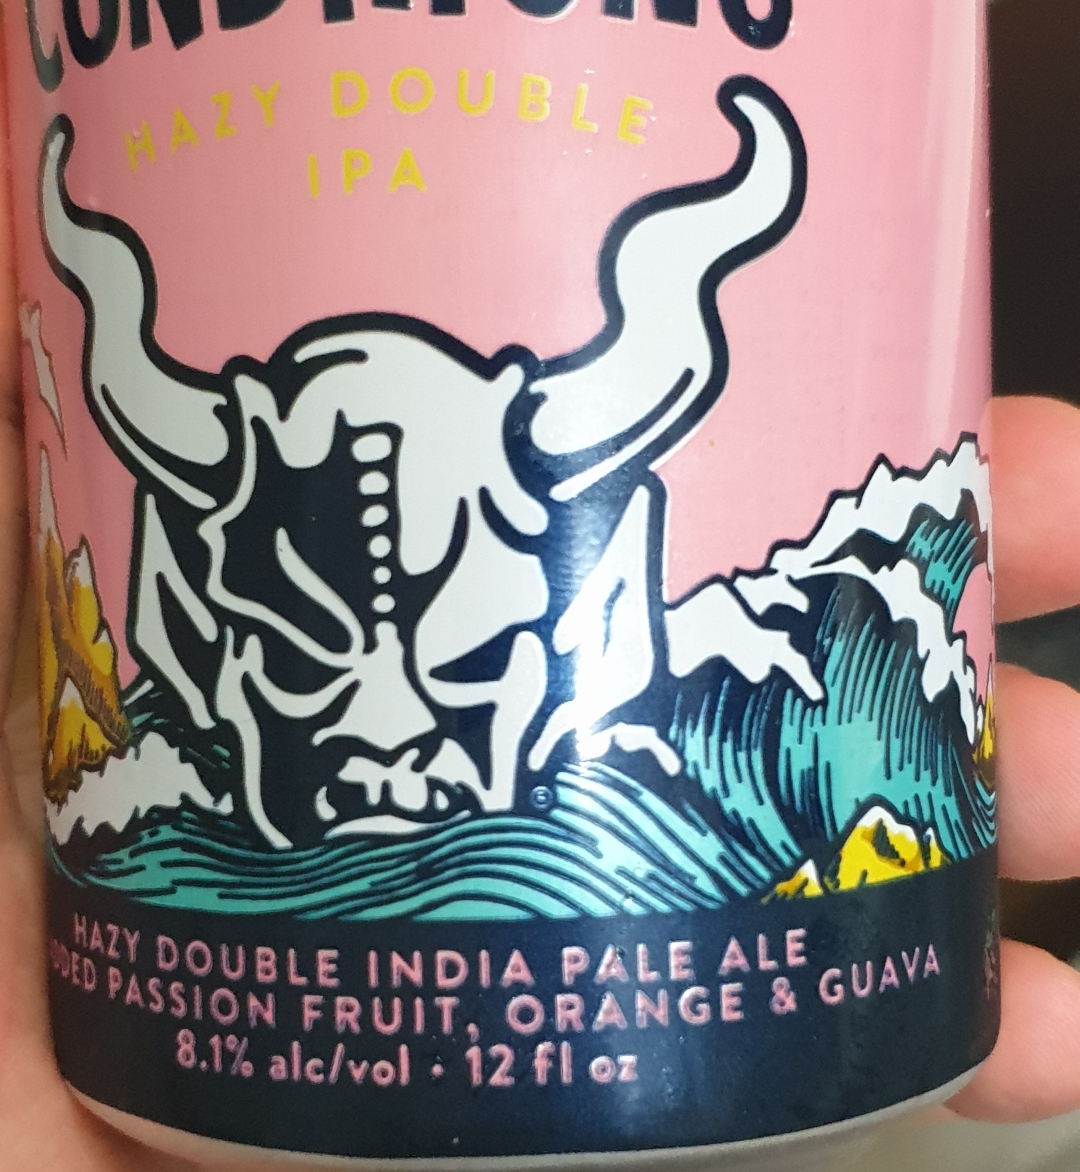 CONDITIONS
HAZY DOUBLE
IPA
©
HAZY DOUBLE INDIA PALE ALE
PASSION FRUIT, ORANGE & GUAVA
8.1% alc/vol • 12 fl oz